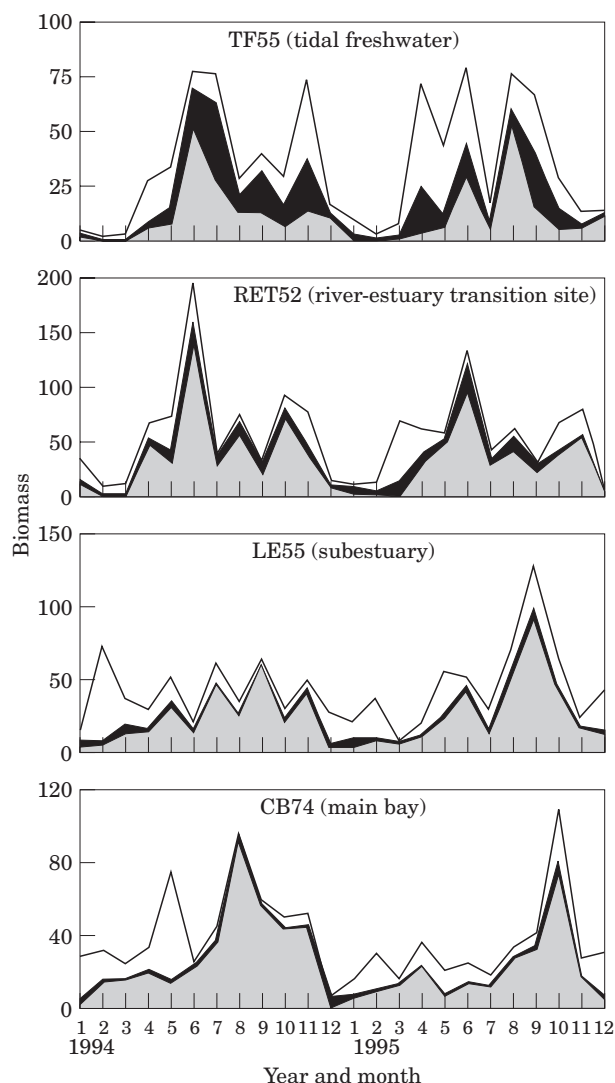 100
TF55 (tidal freshwater)
75
50
25
0
200
RET52 (river-estuary transition site)
150
100
50
0
Biomass
150
LE55 (subestuary)
100
50
0
120
CB74 (main bay)
80
40
0
1 2 3 4 5 6 7 8 9 10 11 12 1 2 3 4 5 6 7 8 9 10 11 12
1994 1995
Year and month